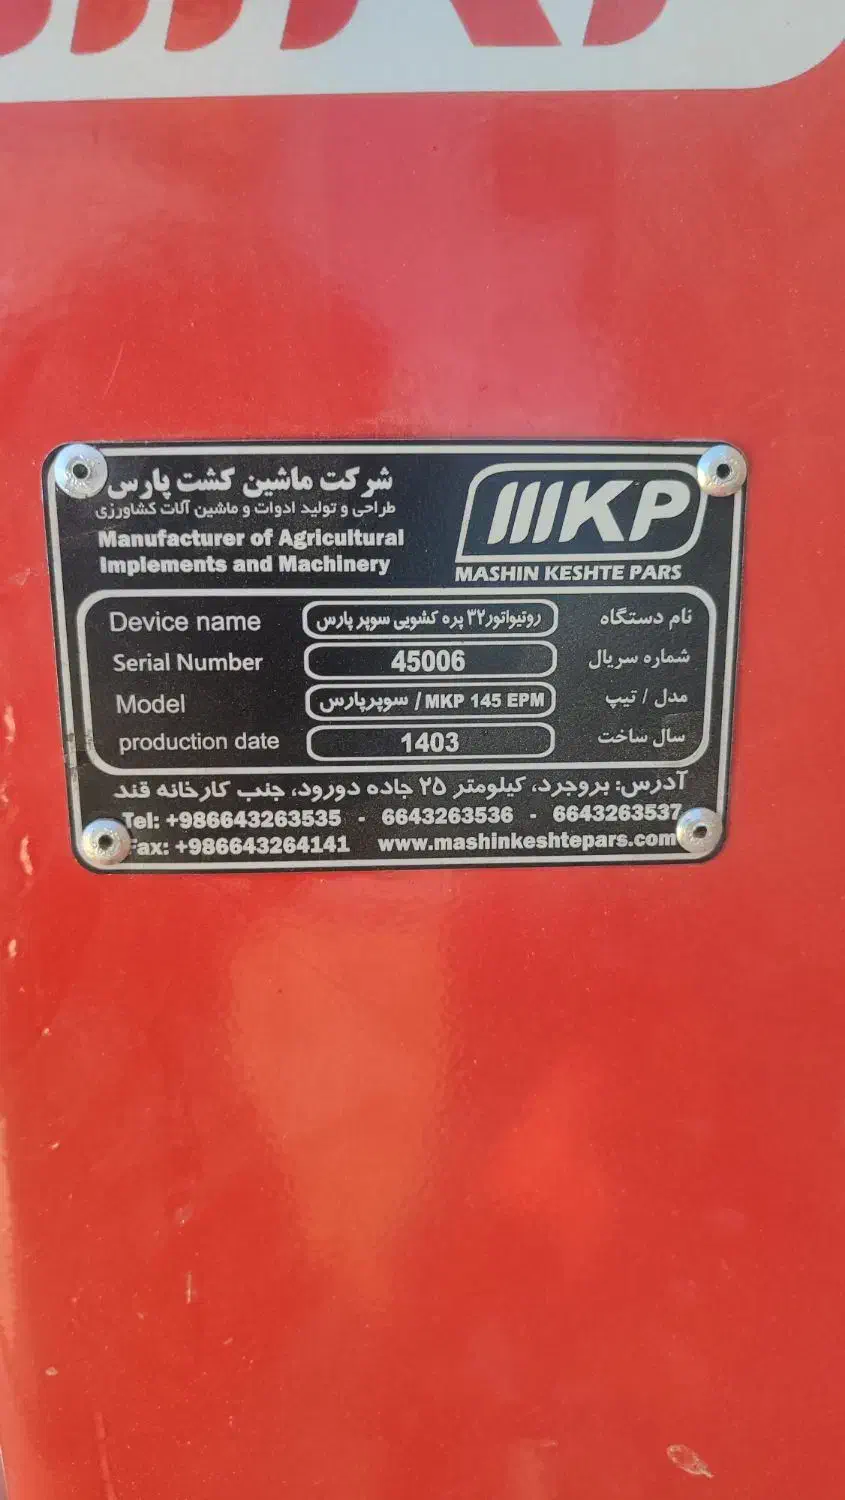 شرکت ماشین کشت پارس
طراحی و تولید ادوات و ماشین آلات کشاورزی
Manufacturer of Agricultural
Implements and Machinery
MKP
MASHIN KESHTE PARS
Device name روتیواتور ۳۲ پره کشویی سوپر پارس نام دستگاه
Serial Number 45006 شماره سریال
Model سوپرپارس / MKP 145 EPM مدل / تیپ
production date 1403 سال ساخت
آدرس: بروجرد، کیلومتر ۲۵ جاده دورود، جنب کارخانه قند
Tel: +986643263535 - 6643263536 - 6643263537
Fax: +986643264141 www.mashinkeshtepars.com